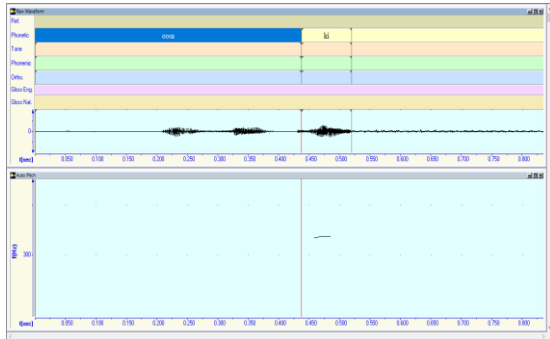 Raw Waveform
Ref.
Phonetic ki
Tone
Phonemic
Ortho.
Gloss Eng.
Gloss Nat.
0
t(sec) 0.050 0.100 0.150 0.200 0.250 0.300 0.350 0.400 0.450 0.500 0.550 0.600 0.650 0.700 0.750 0.800
Auto Pitch
f(Hz) 300
t(sec) 0.050 0.100 0.150 0.200 0.250 0.300 0.350 0.400 0.450 0.500 0.550 0.600 0.650 0.700 0.750 0.800